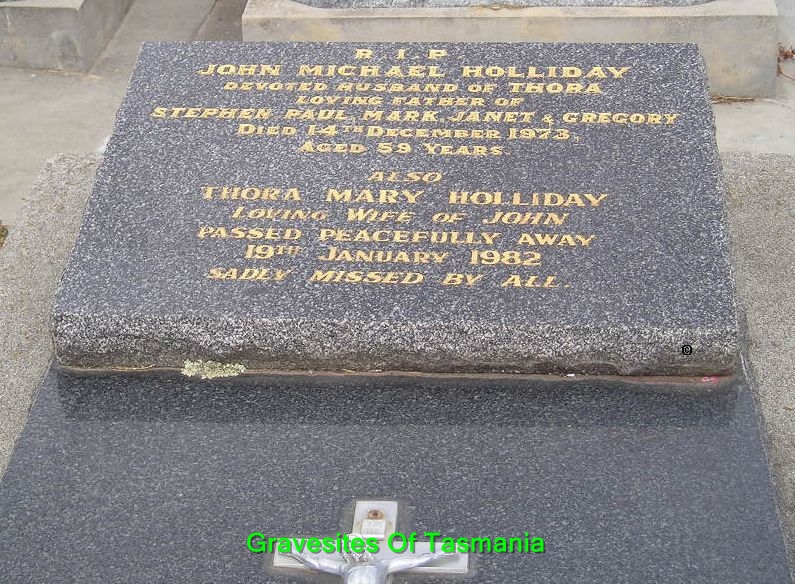 R I P
JOHN MICHAEL HOLLIDAY
DEVOTED HUSBAND OF THORA
LOVING FATHER OF
STEPHEN PAUL, MARK, JANET & GREGORY
DIED 14TH DECEMBER 1973,
AGED 59 YEARS.
ALSO
THORA MARY HOLLIDAY
LOVING WIFE OF JOHN
PASSED PEACEFULLY AWAY
19TH JANUARY 1982
SADLY MISSED BY ALL.
Gravesites Of Tasmania